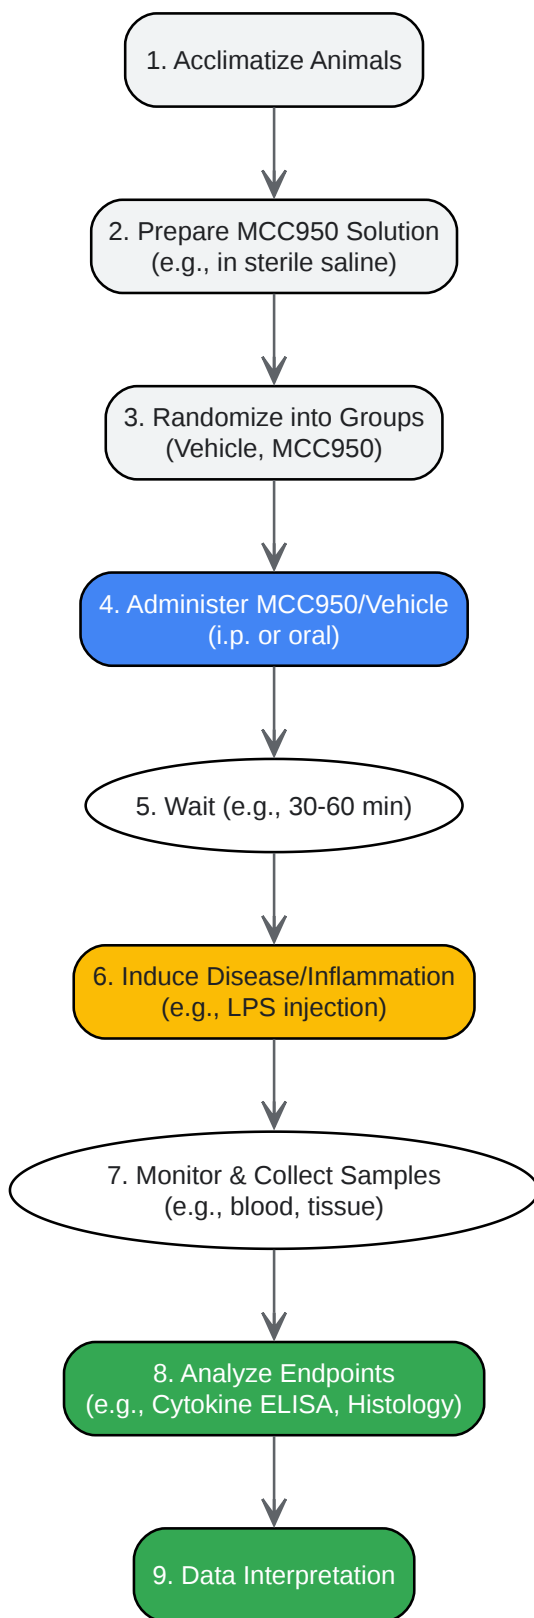 1. Acclimatize Animals
2. Prepare MCC950 Solution
(e.g., in sterile saline)
3. Randomize into Groups
(Vehicle, MCC950)
4. Administer MCC950/Vehicle
(i.p. or oral)
5. Wait (e.g., 30-60 min)
6. Induce Disease/Inflammation
(e.g., LPS injection)
7. Monitor & Collect Samples
(e.g., blood, tissue)
8. Analyze Endpoints
(e.g., Cytokine ELISA, Histology)
9. Data Interpretation